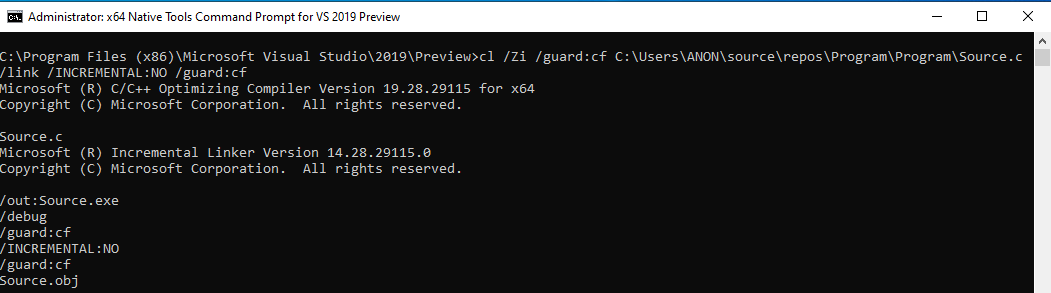 Administrator: x64 Native Tools Command Prompt for VS 2019 Preview
C:\Program Files (x86)\Microsoft Visual Studio\2019\Preview>cl /Zi /guard:cf C:\Users\ANON\source\repos\Program\Program\Source.c
/link /INCREMENTAL:NO /guard:cf
Microsoft (R) C/C++ Optimizing Compiler Version 19.28.29115 for x64
Copyright (C) Microsoft Corporation.  All rights reserved.
Source.c
Microsoft (R) Incremental Linker Version 14.28.29115.0
Copyright (C) Microsoft Corporation.  All rights reserved.
/out:Source.exe
/debug
/guard:cf
/INCREMENTAL:NO
/guard:cf
Source.obj